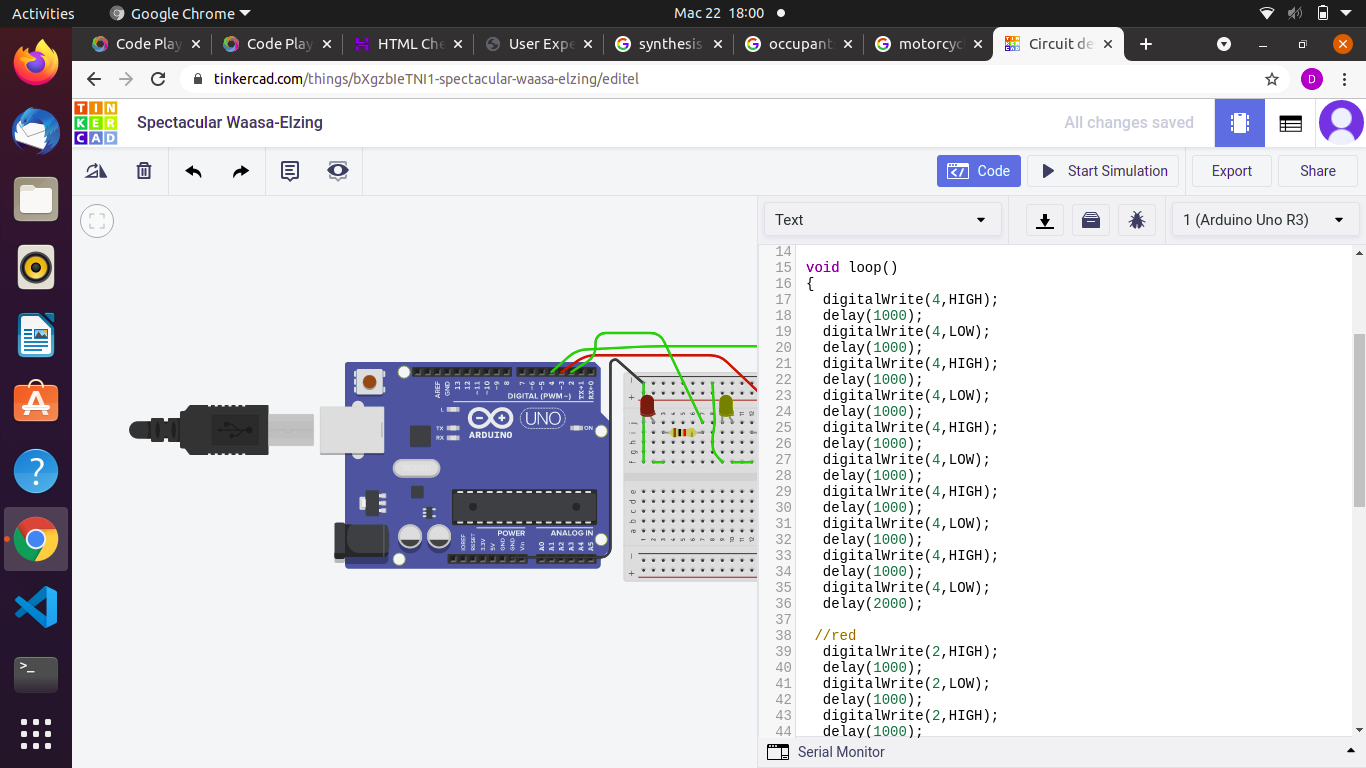 Activities
Google Chrome
Mac 22 18:00
Code Play
Code Play
HTML Che
User Expe
synthesis
occupant
motorcyc
Circuit de
tinkercad.com/things/bXgzbIeTNI1-spectacular-waasa-elzing/editel
D
TIN
KER
CAD
Spectacular Waasa-Elzing
All changes saved
Code
Start Simulation
Export
Share
Text
1 (Arduino Uno R3)
14
15 void loop()
16 {
17 digitalWrite(4,HIGH);
18 delay(1000);
19 digitalWrite(4,LOW);
20 delay(1000);
21 digitalWrite(4,HIGH);
22 delay(1000);
23 digitalWrite(4,LOW);
24 delay(1000);
25 digitalWrite(4,HIGH);
26 delay(1000);
27 digitalWrite(4,LOW);
28 delay(1000);
29 digitalWrite(4,HIGH);
30 delay(1000);
31 digitalWrite(4,LOW);
32 delay(1000);
33 digitalWrite(4,HIGH);
34 delay(1000);
35 digitalWrite(4,LOW);
36 delay(2000);
37
38 //red
39 digitalWrite(2,HIGH);
40 delay(1000);
41 digitalWrite(2,LOW);
42 delay(1000);
43 digitalWrite(2,HIGH);
44 delay(1000);
AREF GND 13 12 ~11 ~10 ~9 8 7 ~6 ~5 4 ~3 2 TX→1 RX←0
DIGITAL (PWM~)
L
TX
RX
ARDUINO
UNO
ON
POWER
ANALOG IN
IOREF RESET 3.3V 5V GND GND Vin A0 A1 A2 A3 A4 A5
Serial Monitor